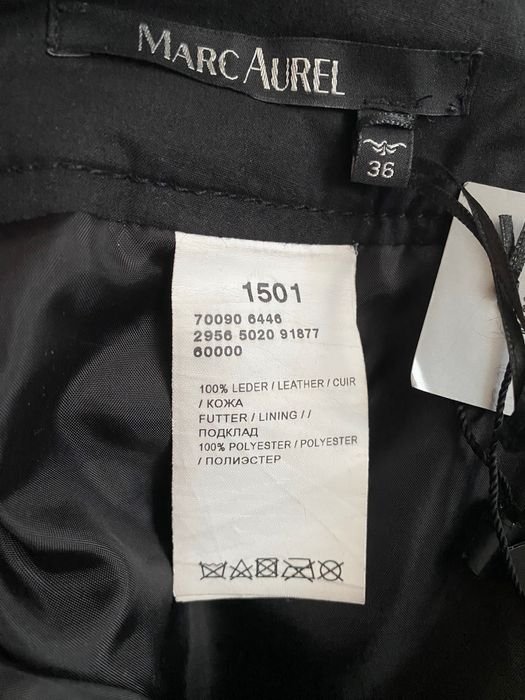 MARC AUREL
36
1501
70090 6446
2956 5020 91877
60000
100% LEDER / LEATHER / CUIR
/ КОЖА
FUTTER / LINING / /
ПОДКЛАД
100% POLYESTER / POLYESTER
/ ПОЛИЭСТЕР